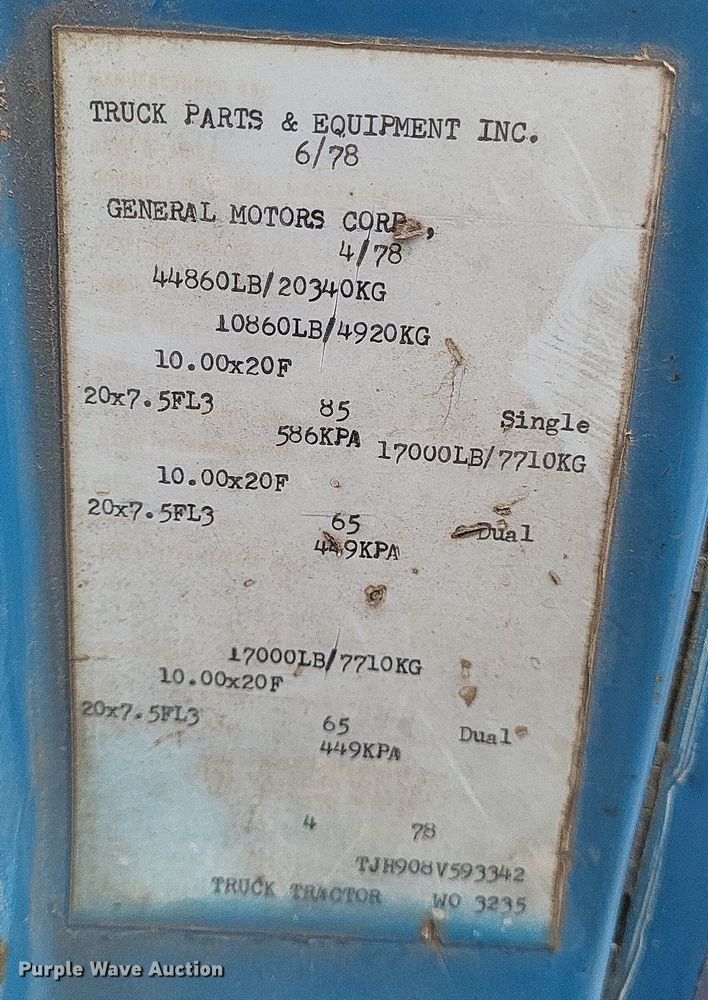 TRUCK PARTS & EQUIPMENT INC.
6/78
GENERAL MOTORS CORP.,
4/78
44860LB/20340KG
10860LB/4920KG
10.00x20F
20x7.5FL3 85 Single
586KPA 17000LB/7710KG
10.00x20F
20x7.5FL3 65 Dual
449KPA
17000LB/7710KG
10.00x20F
20x7.5FL3 65 Dual
449KPA
4 78
TJH908V593342
TRUCK TRACTOR WO 3235
Purple Wave Auction